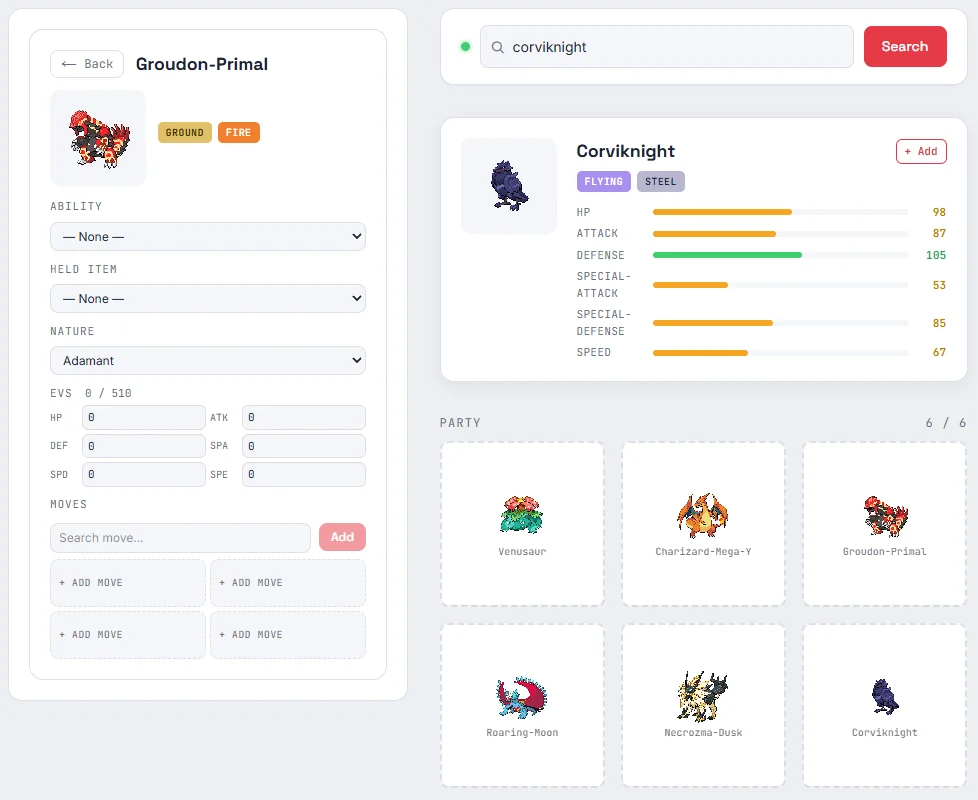 ← Back
Groudon-Primal
GROUND FIRE
ABILITY
— None —
HELD ITEM
— None —
NATURE
Adamant
EVS 0 / 510
HP 0 ATK 0
DEF 0 SPA 0
SPD 0 SPE 0
MOVES
Search move...
Add
+ ADD MOVE + ADD MOVE
+ ADD MOVE + ADD MOVE
corviknight
Search
Corviknight
+ Add
FLYING STEEL
HP 98
ATTACK 87
DEFENSE 105
SPECIAL-
ATTACK 53
SPECIAL-
DEFENSE 85
SPEED 67
PARTY 6 / 6
Venusaur Charizard-Mega-Y Groudon-Primal
Roaring-Moon Necrozma-Dusk Corviknight